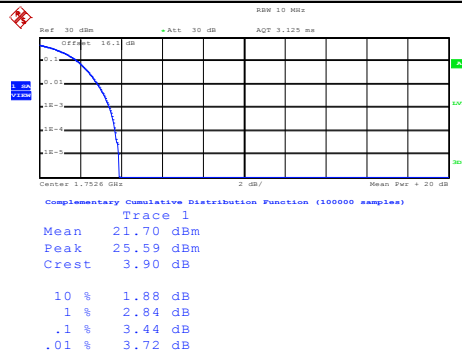 RBW 10 MHz
Ref 30 dBm Att 30 dB AQT 3.125 ms
Offset 16.1 dB
0.1
A
0.01
1 SA
VIEW
1E-3
LV
1E-4
1E-5
3D
Center 1.7526 GHz 2 dB/ Mean Pwr + 20 dB
Complementary Cumulative Distribution Function (100000 samples)
Trace 1
Mean 21.70 dBm
Peak 25.59 dBm
Crest 3.90 dB
10 % 1.88 dB
1 % 2.84 dB
.1 % 3.44 dB
.01 % 3.72 dB